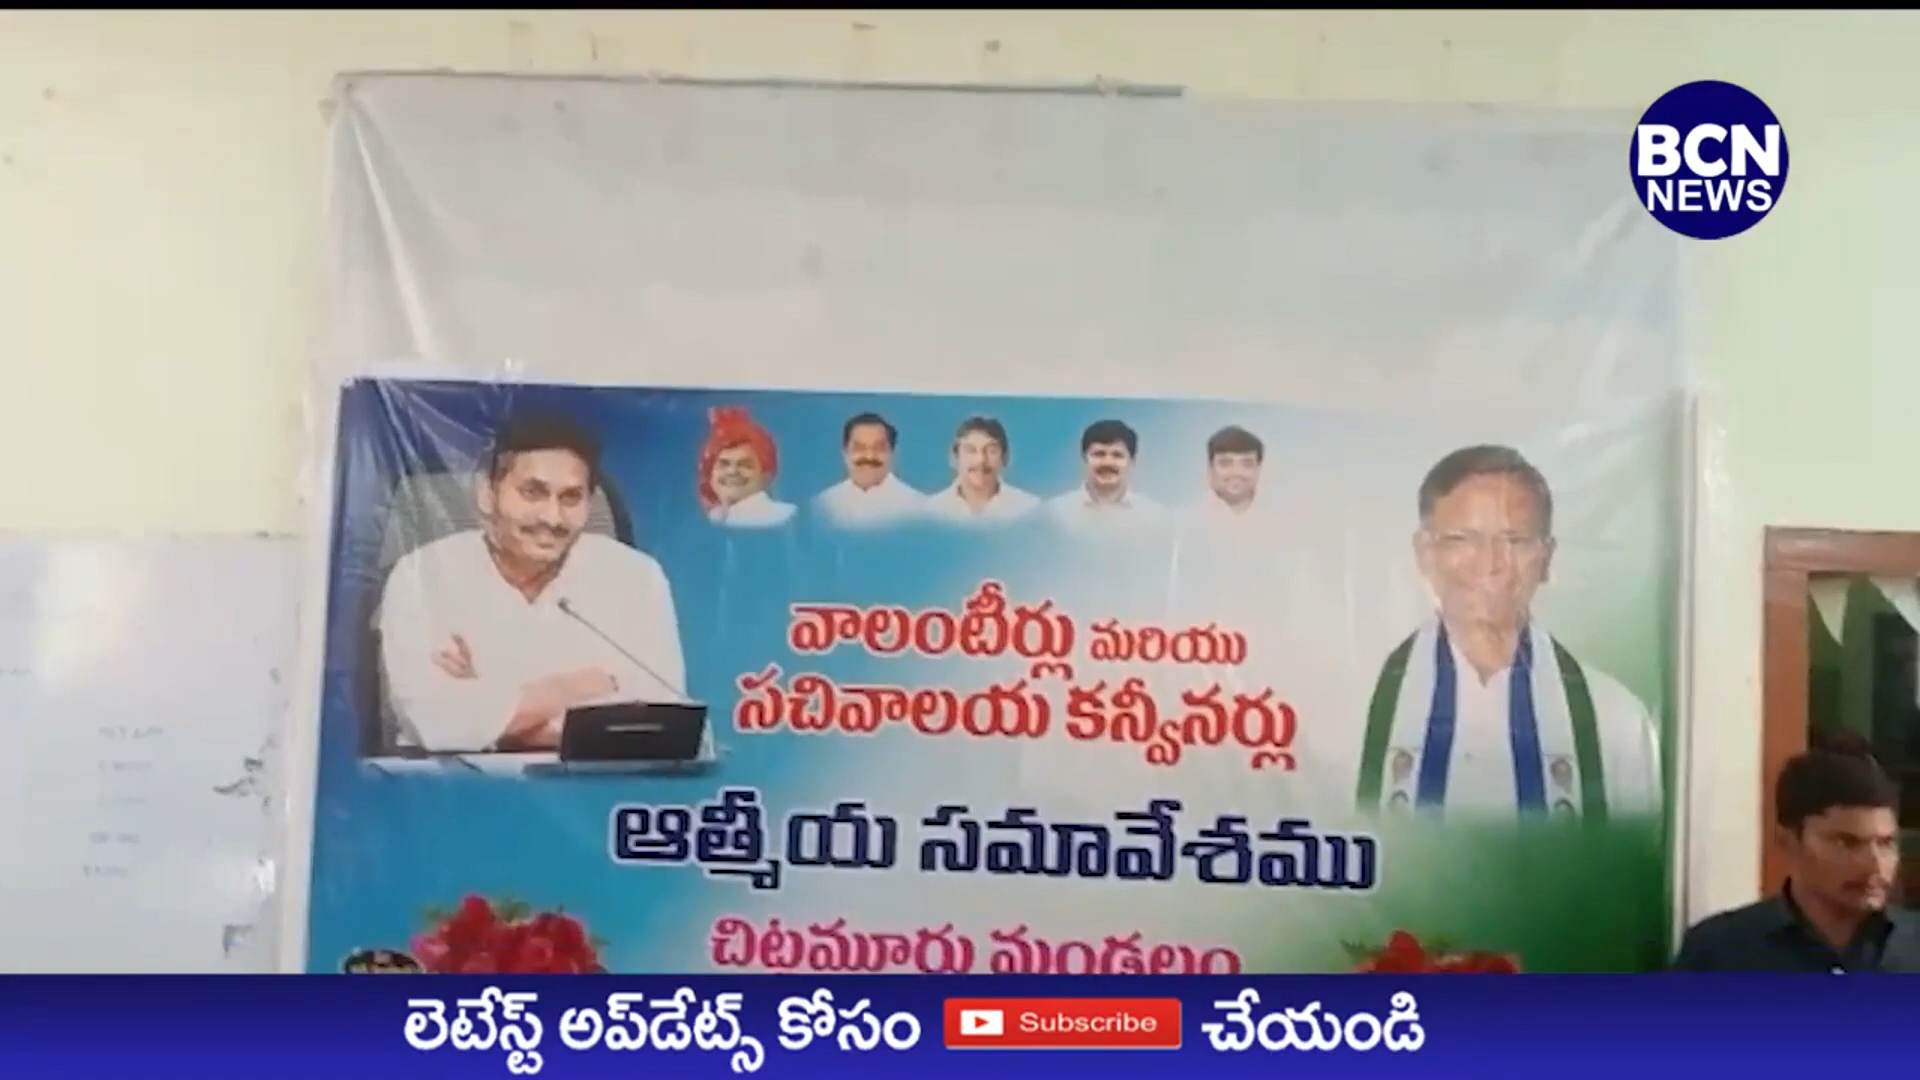 BCN
NEWS
వాలంటీర్లు మరియు
సచివాలయ కన్వీనర్లు
ఆత్మీయ సమావేశము
చిట్టమూరు మండలం
లెటేస్ట్ అప్‌డేట్స్ కోసం Subscribe చేయండి